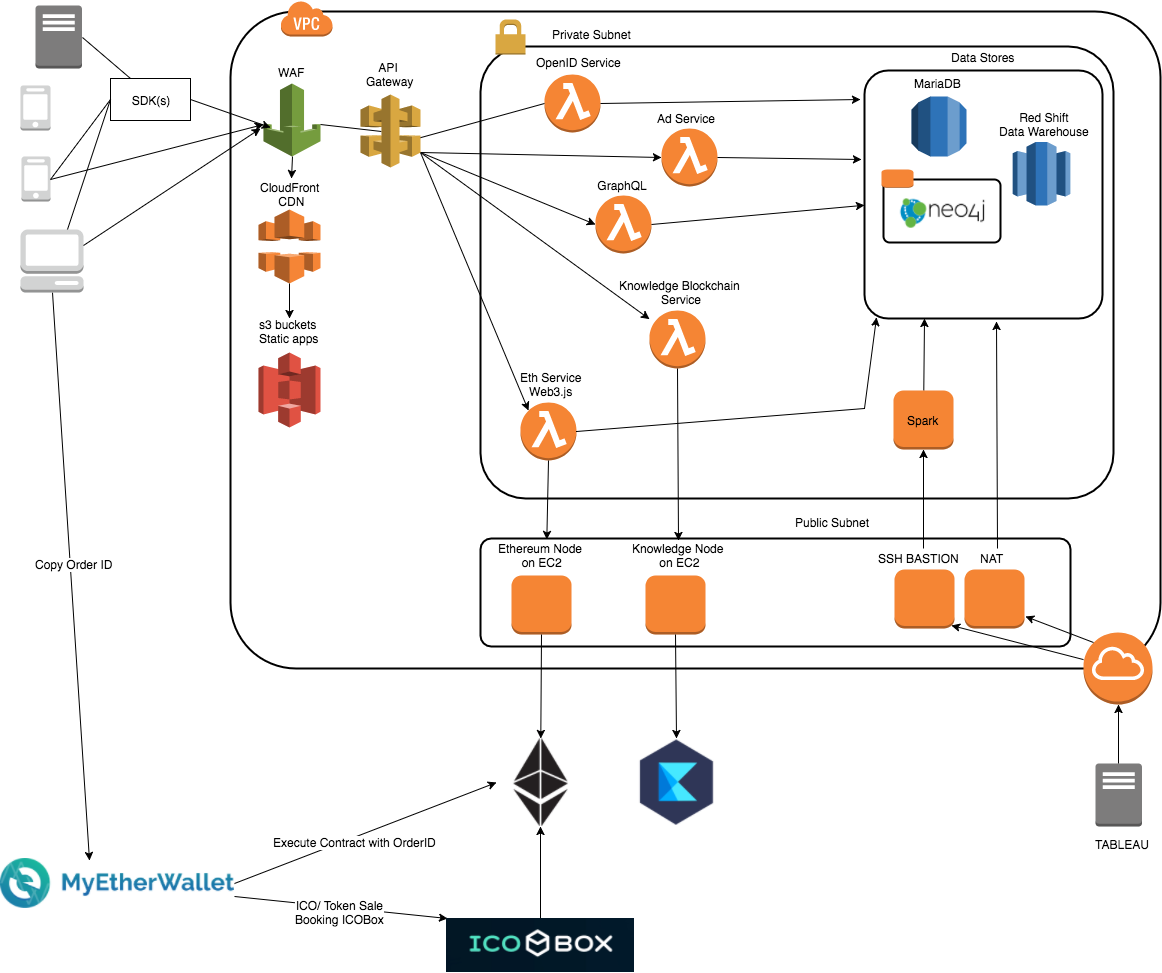 VPC
Private Subnet
OpenID Service
Data Stores
API
Gateway
WAF
SDK(s)
MariaDB
Ad Service
Red Shift
Data Warehouse
CloudFront
CDN
GraphQL
neo4j
Knowledge Blockchain
Service
s3 buckets
Static apps
Eth Service
Web3.js
Spark
Public Subnet
Ethereum Node
on EC2
Knowledge Node
on EC2
SSH BASTION
NAT
Copy Order ID
Execute Contract with OrderID
TABLEAU
MyEtherWallet
ICO/ Token Sale
Booking ICOBox
ICOBOX